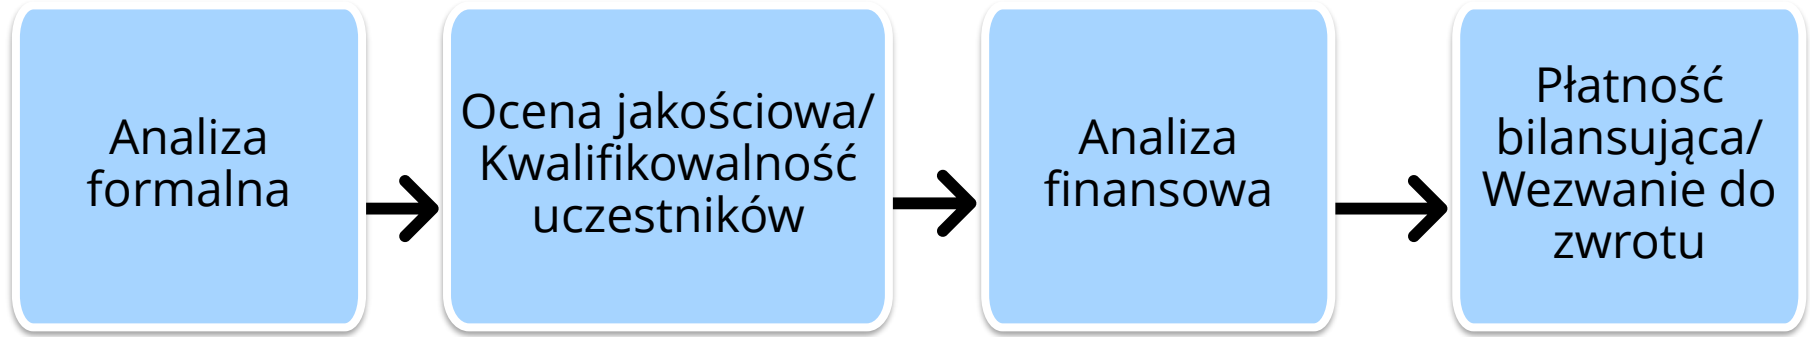 Analiza
formalna
Ocena jakościowa/
Kwalifikowalność
uczestników
Analiza
finansowa
Płatność
bilansująca/
Wezwanie do
zwrotu